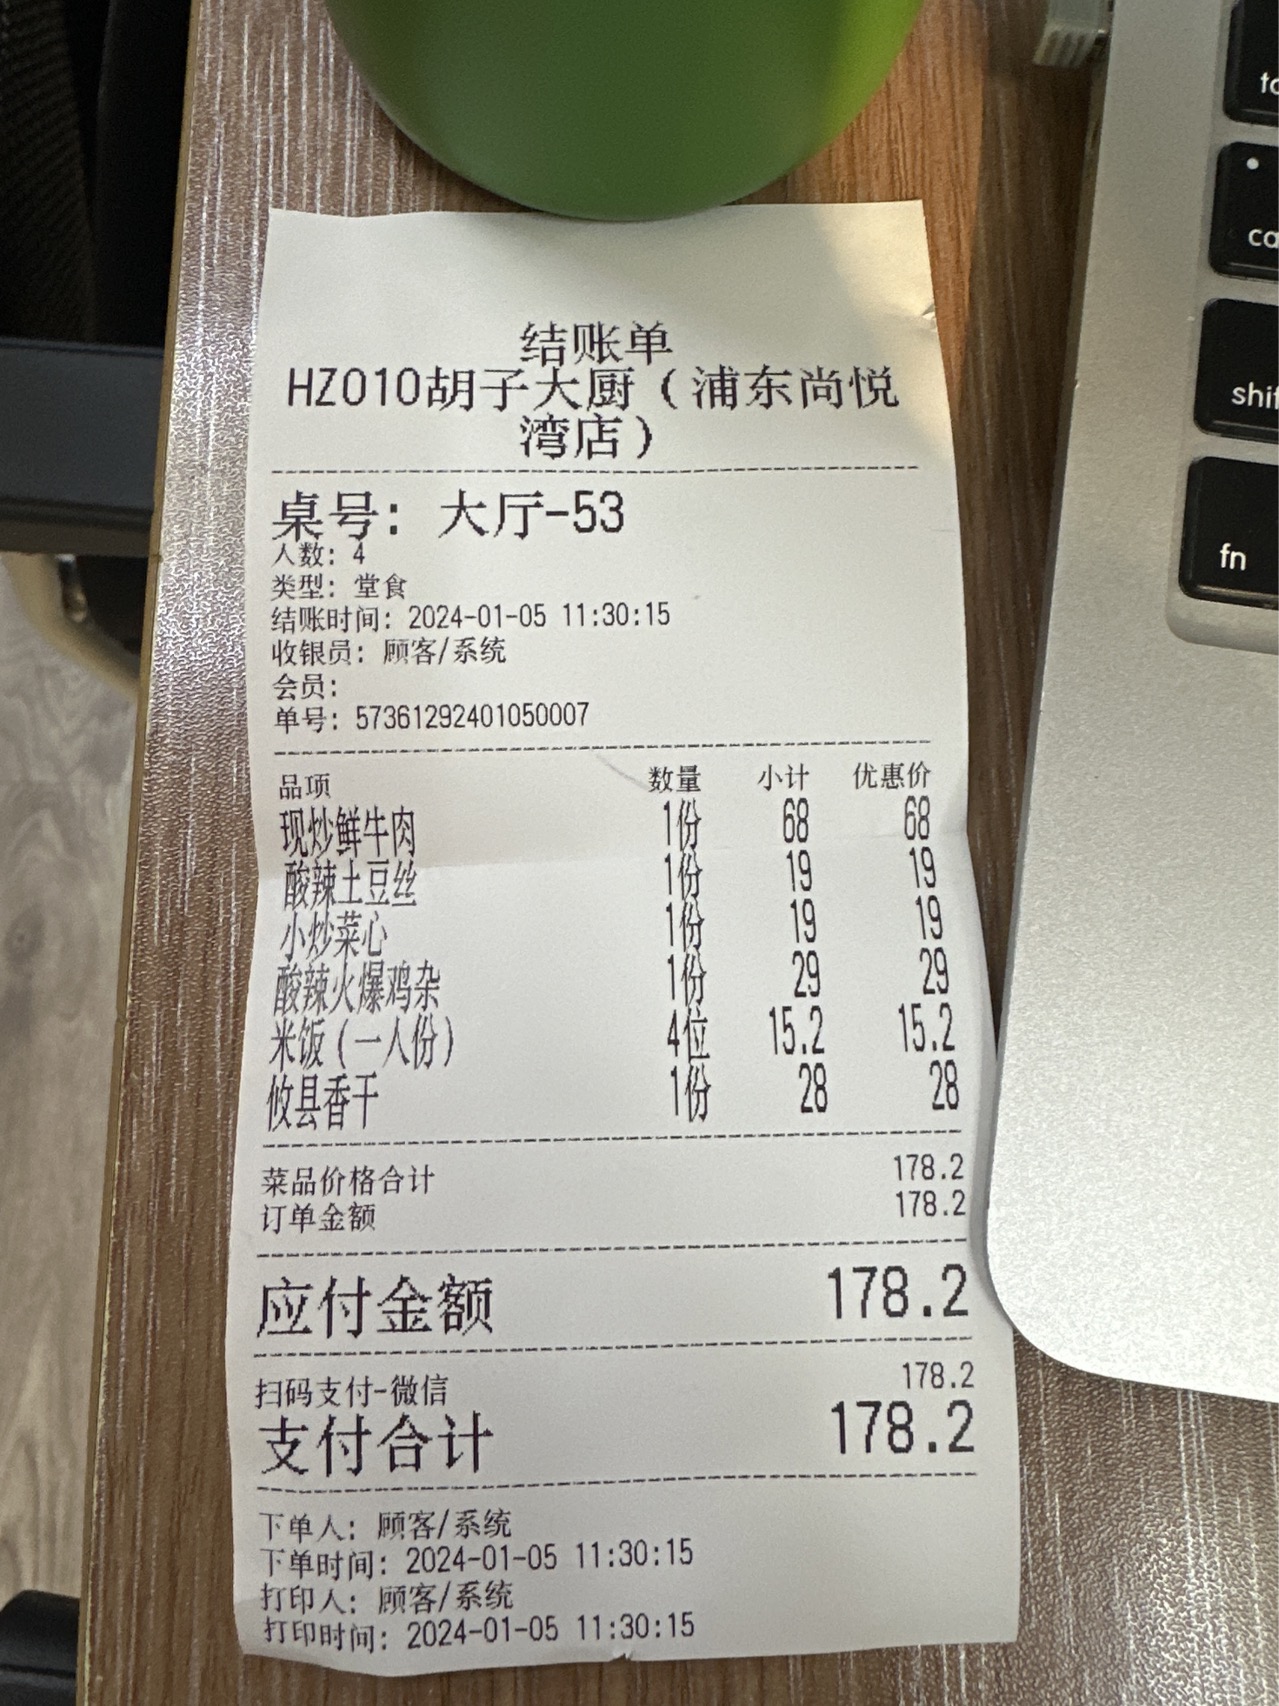 结账单
HZ010胡子大厨（浦东尚悦
湾店）
桌号：大厅-53
人数：4
类型：堂食
结账时间：2024-01-05 11:30:15
收银员：顾客/系统
会员：
单号：57361292401050007
品项 数量 小计 优惠价
现炒鲜牛肉 1份 68 68
酸辣土豆丝 1份 19 19
小炒菜心 1份 19 19
酸辣火爆鸡杂 1份 29 29
米饭（一人份） 4位 15.2 15.2
攸县香干 1份 28 28
菜品价格合计 178.2
订单金额 178.2
应付金额 178.2
扫码支付-微信 178.2
支付合计 178.2
下单人：顾客/系统
下单时间：2024-01-05 11:30:15
打印人：顾客/系统
打印时间：2024-01-05 11:30:15
shif
fn